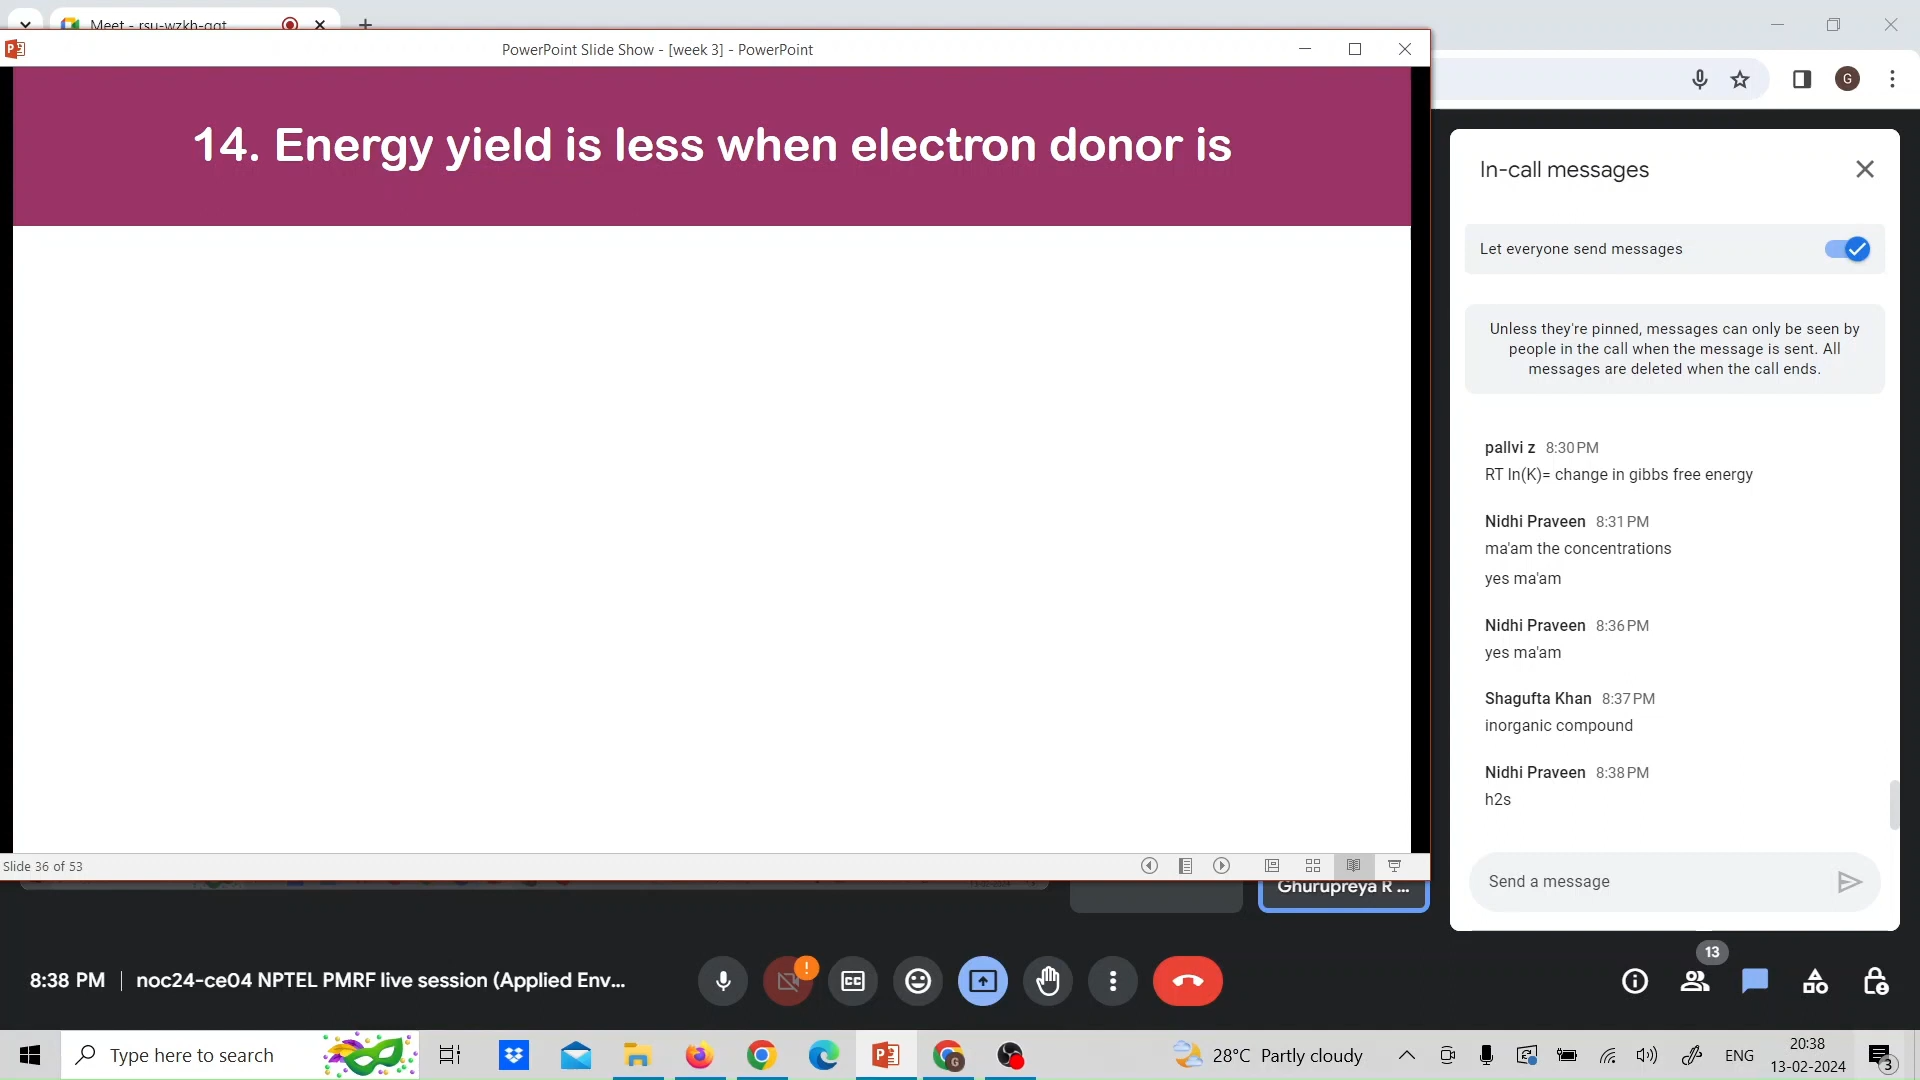 Meet - rsu-wzkh-qqt
PowerPoint Slide Show - [week 3] - PowerPoint
G
14. Energy yield is less when electron donor is
In-call messages
Let everyone send messages
Unless they're pinned, messages can only be seen by
people in the call when the message is sent. All
messages are deleted when the call ends.
pallvi z 8:30 PM
RT ln(K)= change in gibbs free energy
Nidhi Praveen 8:31 PM
ma'am the concentrations
yes ma'am
Nidhi Praveen 8:36 PM
yes ma'am
Shagufta Khan 8:37 PM
inorganic compound
Nidhi Praveen 8:38 PM
h2s
Send a message
Slide 36 of 53
Ghurupreya R ...
13
8:38 PM | noc24-ce04 NPTEL PMRF live session (Applied Env...
Type here to search
28°C Partly cloudy
ENG
20:38
13-02-2024
3